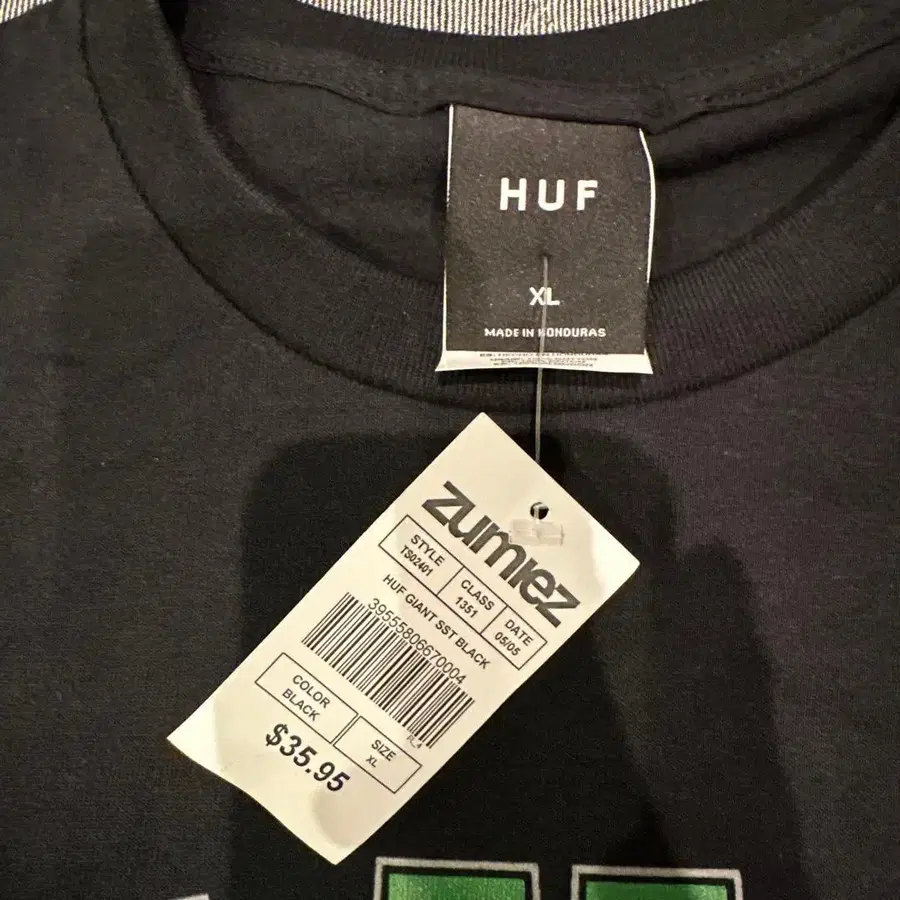 HUF
XL
MADE IN HONDURAS
zumiez
STYLE
TS02401
CLASS
1351
DATE
05/05
HUF GIANT SST BLACK
39555806670004
COLOR
BLACK
SIZE
XL
$35.95